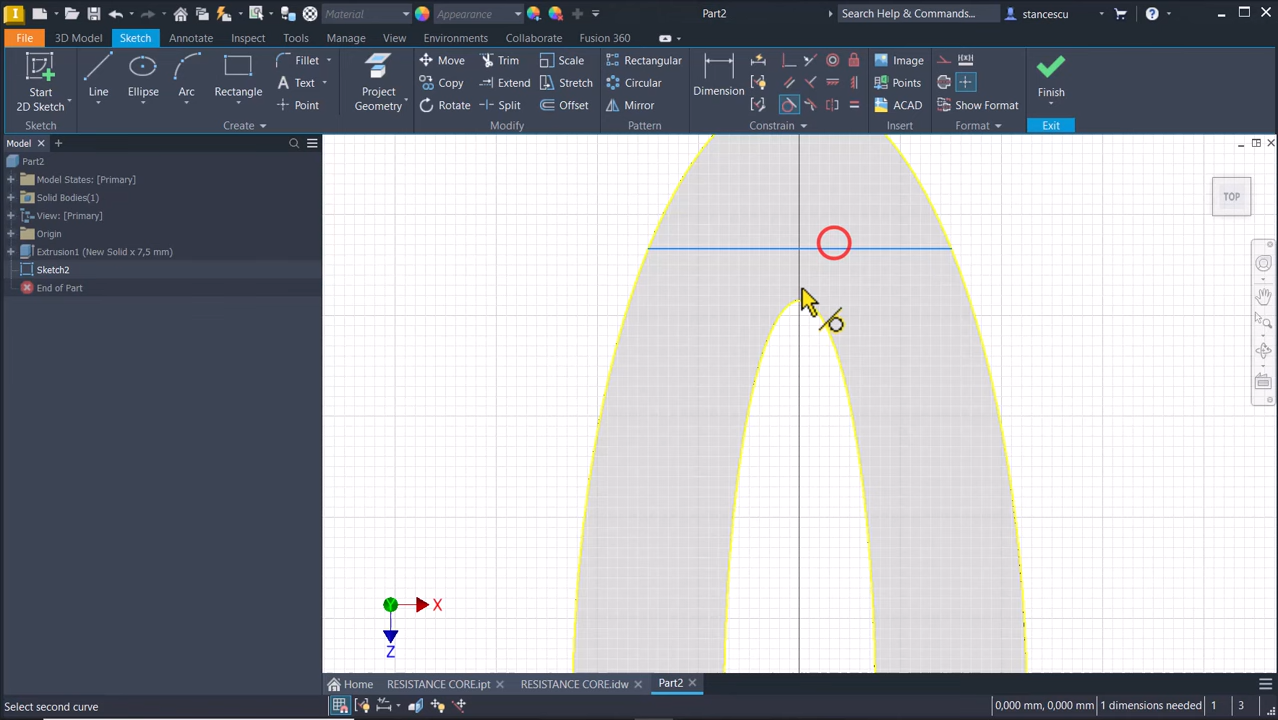 Material
Appearance
Part2
Search Help & Commands...
stancescu
File
3D Model
Sketch
Annotate
Inspect
Tools
Manage
View
Environments
Collaborate
Fusion 360
Start
2D Sketch
Line
Ellipse
Arc
Rectangle
Fillet
Text
Point
Project
Geometry
Move
Copy
Rotate
Trim
Extend
Split
Scale
Stretch
Offset
Rectangular
Circular
Mirror
Dimension
Image
Points
ACAD
Show Format
Finish
Sketch
Create
Modify
Pattern
Constrain
Insert
Format
Exit
Model
Part2
Model States: [Primary]
Solid Bodies(1)
View: [Primary]
Origin
Extrusion1 (New Solid x 7,5 mm)
Sketch2
End of Part
TOP
X
Z
Home
RESISTANCE CORE.ipt
RESISTANCE CORE.idw
Part2
Select second curve
0,000 mm, 0,000 mm
1 dimensions needed
1
3